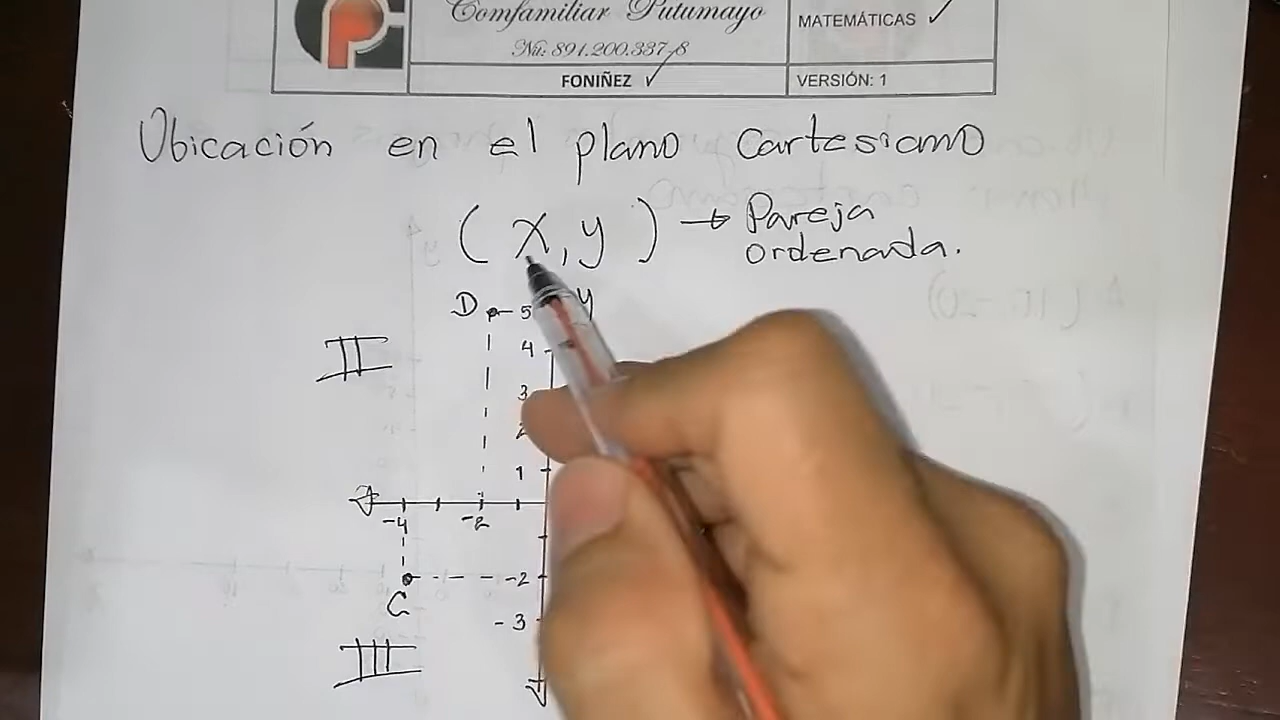 Comfamiliar Putumayo
Nit: 891.200.337-8
MATEMÁTICAS ✓
FONIÑEZ ✓
VERSIÓN: 1
Ubicación en el plano cartesiano
(x, y) → Pareja
ordenada.
D
5
y
II
4
3
2
1
-4
-2
-2
C
-3
III